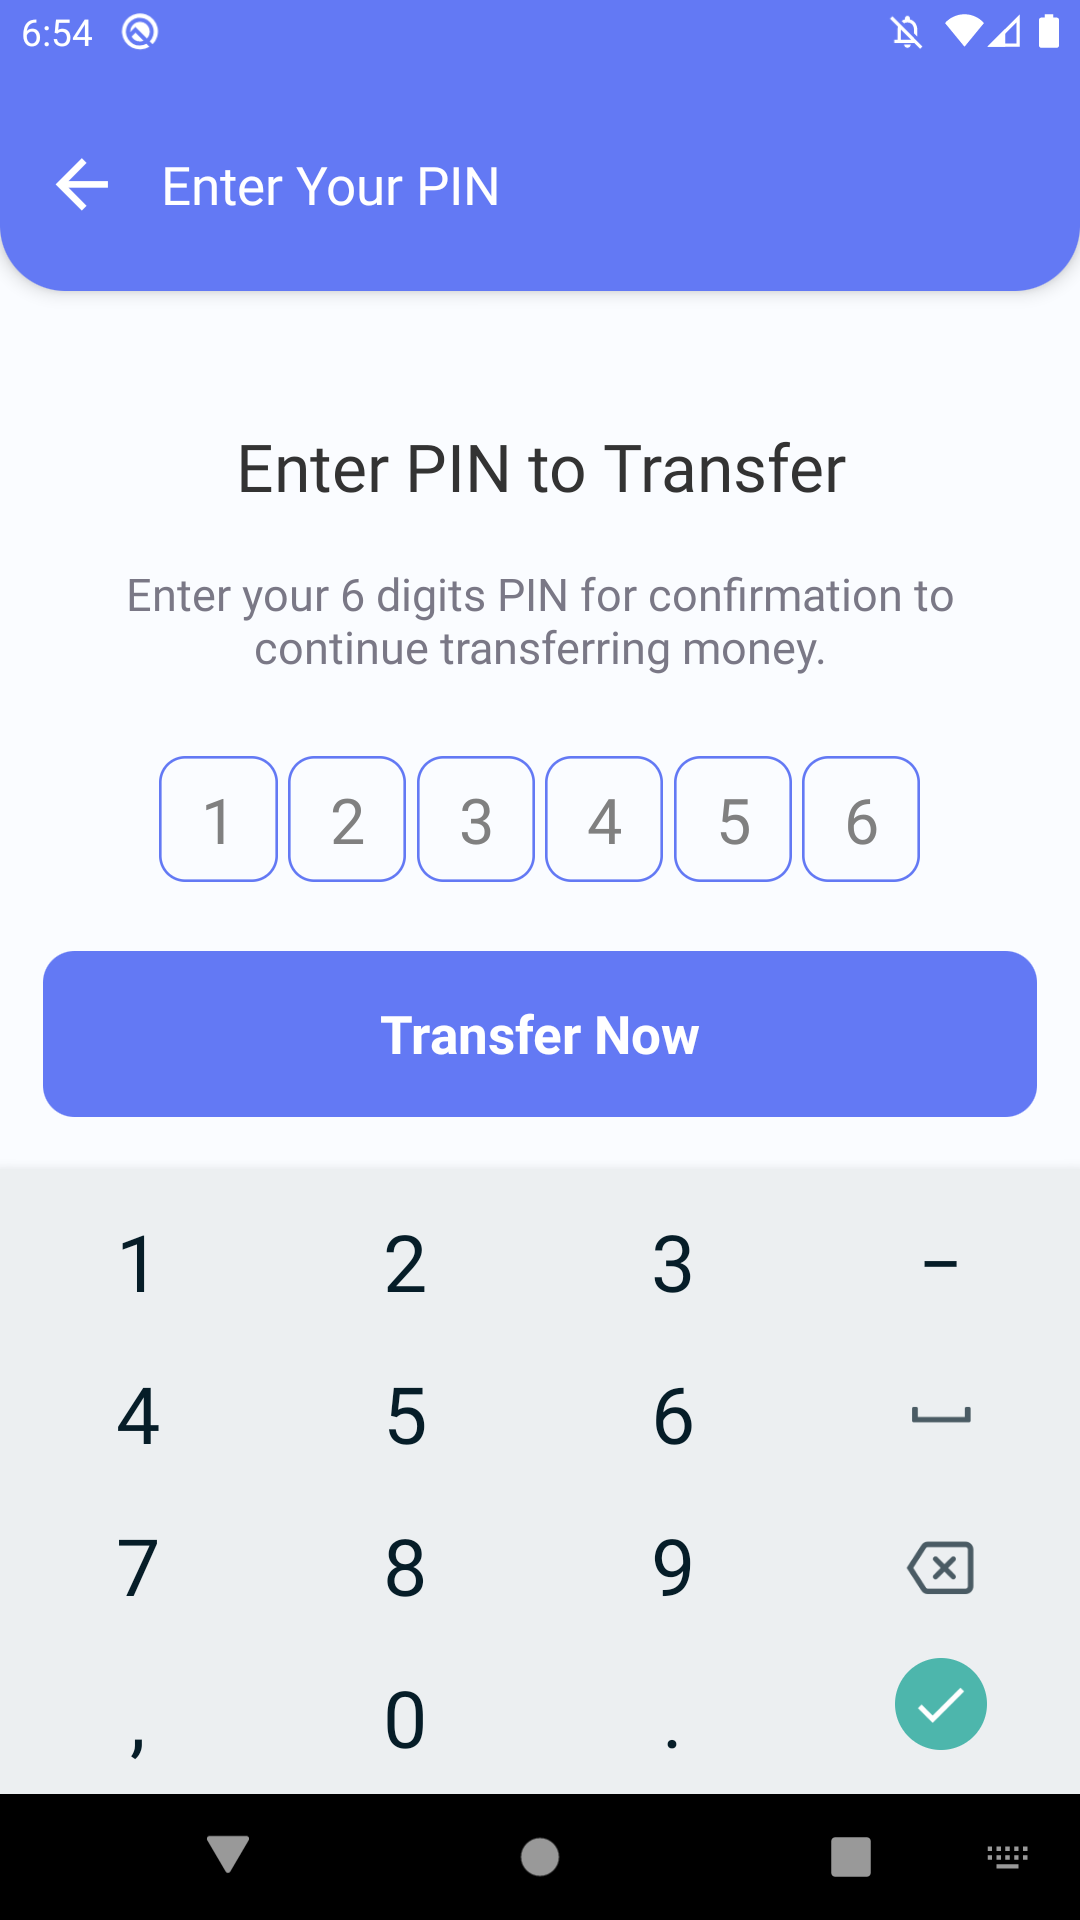 6:54
Enter Your PIN
Enter PIN to Transfer
Enter your 6 digits PIN for confirmation to
continue transferring money.
1 2 3 4 5 6
Transfer Now
1 2 3 –
4 5 6
7 8 9
, 0 .